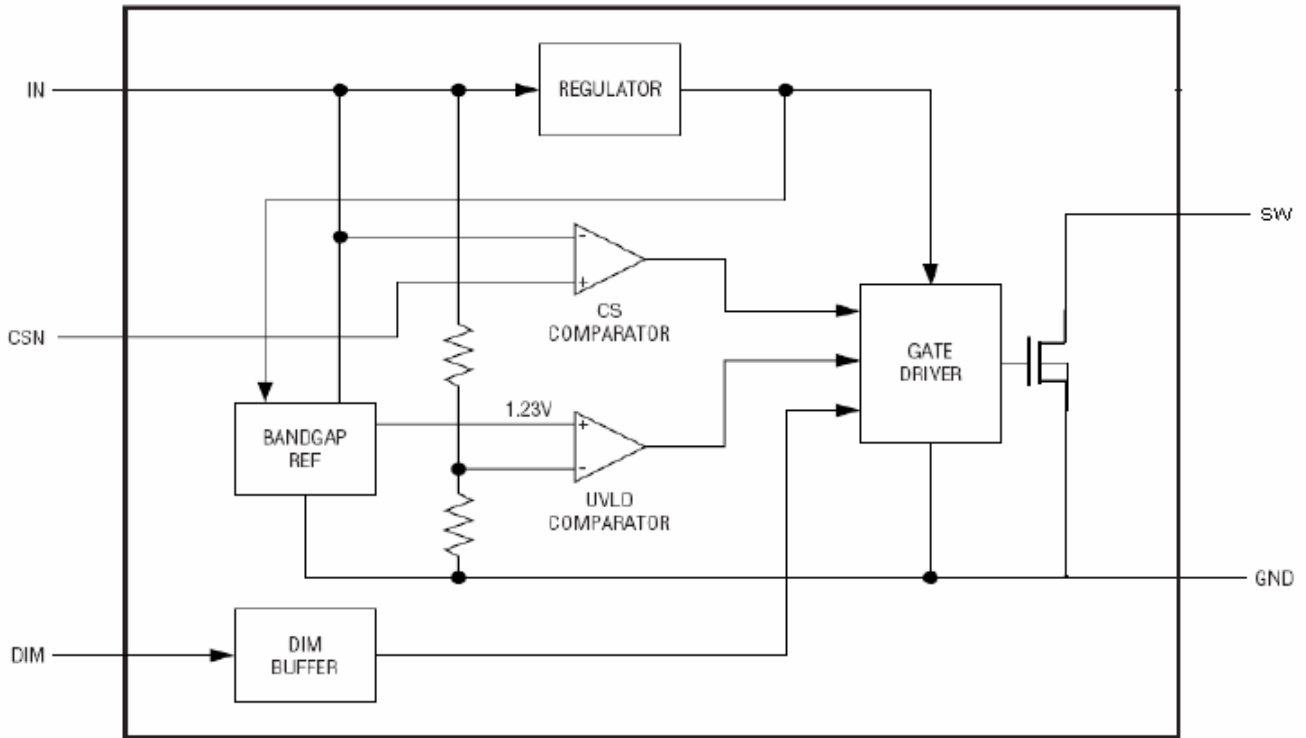 IN
REGULATOR
SW
-
+
CS
COMPARATOR
CSN
GATE
DRIVER
1.23V
BANDGAP
REF
+
-
UVLO
COMPARATOR
GND
DIM
DIM
BUFFER